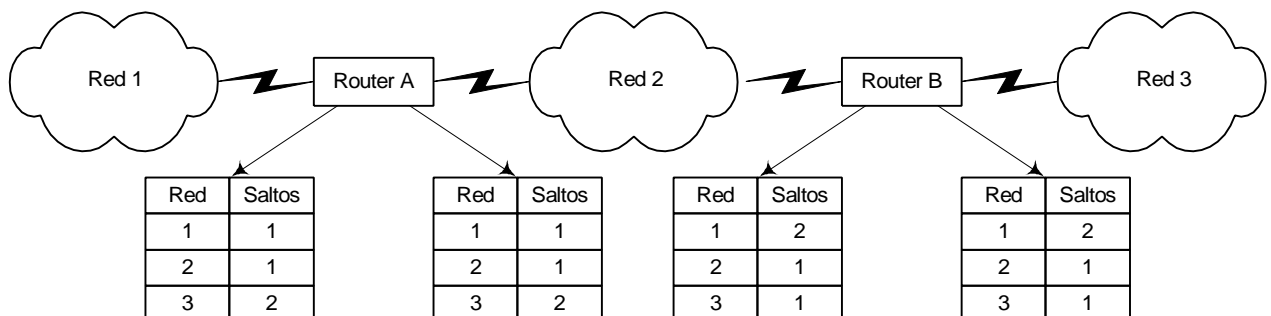 Red 1
Router A
Red 2
Router B
Red 3
Red Saltos
1 1
2 1
3 2
Red Saltos
1 1
2 1
3 2
Red Saltos
1 2
2 1
3 1
Red Saltos
1 2
2 1
3 1